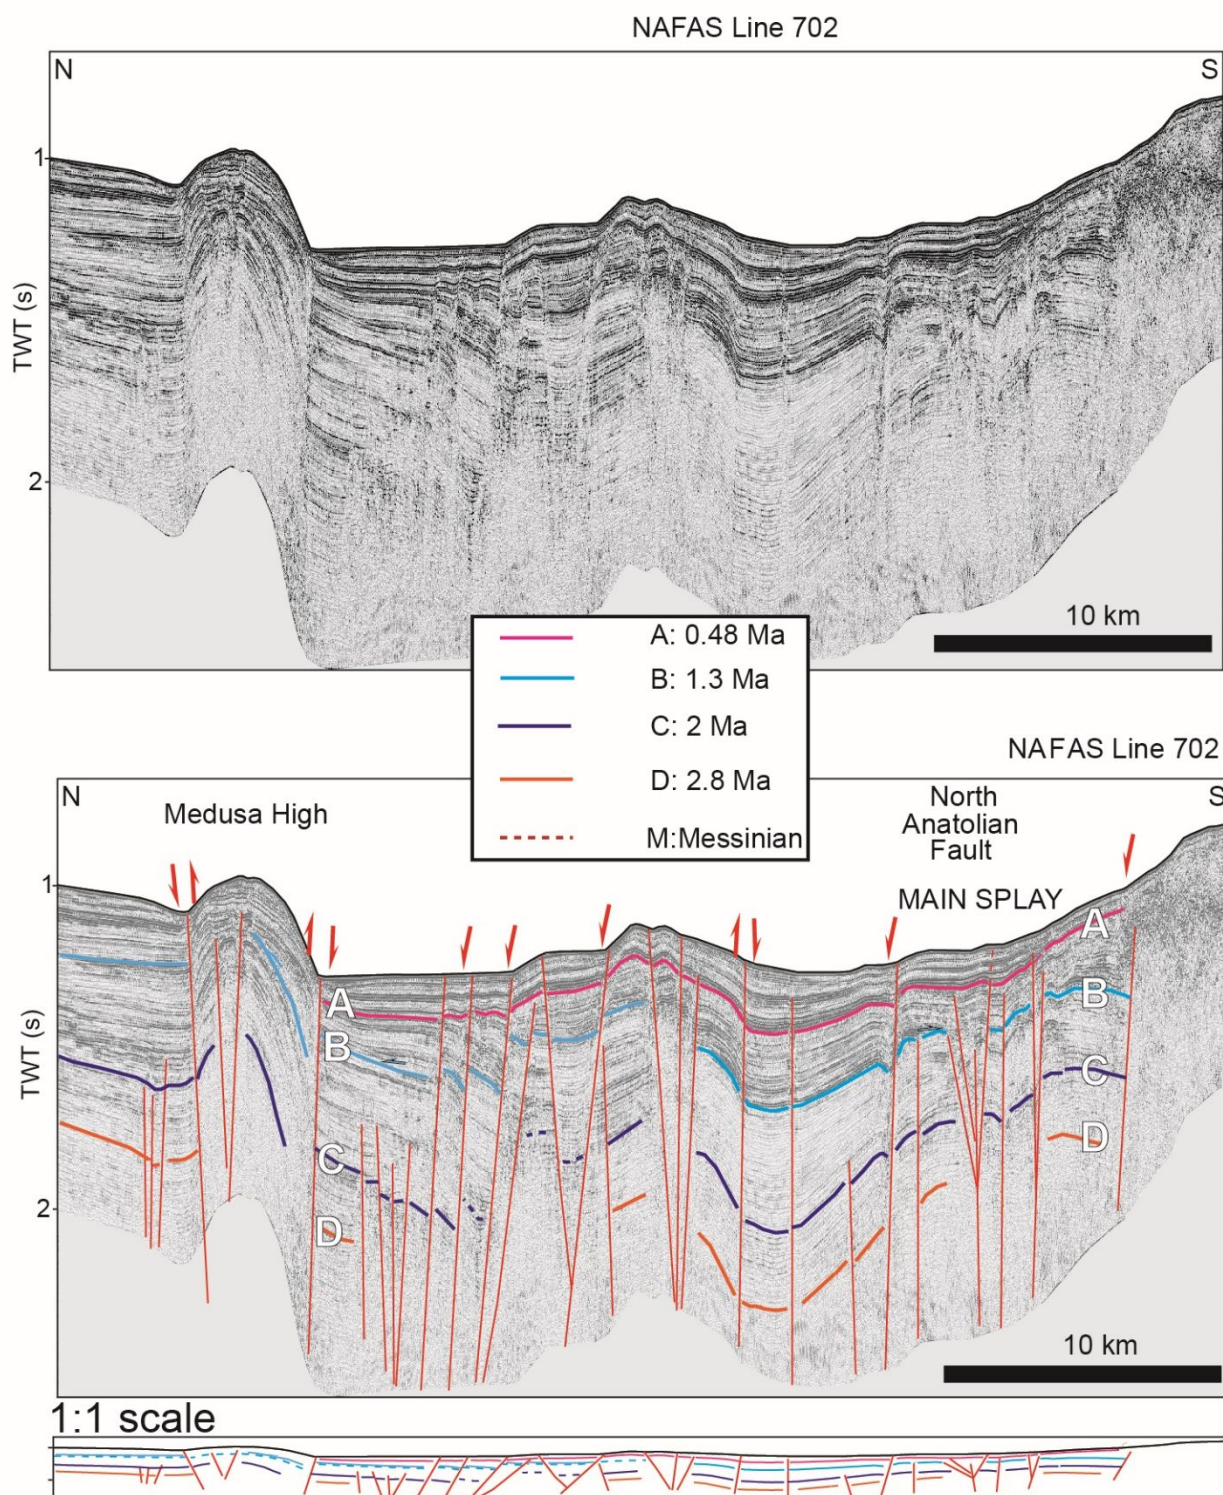 NAFAS Line 702
N
S
1
TWT (s)
2
10 km
A: 0.48 Ma
B: 1.3 Ma
C: 2 Ma
D: 2.8 Ma
M:Messinian
NAFAS Line 702
N
S
Medusa High
North
Anatolian
Fault
MAIN SPLAY
1
TWT (s)
2
A
B
C
D
A
B
C
D
10 km
1:1 scale